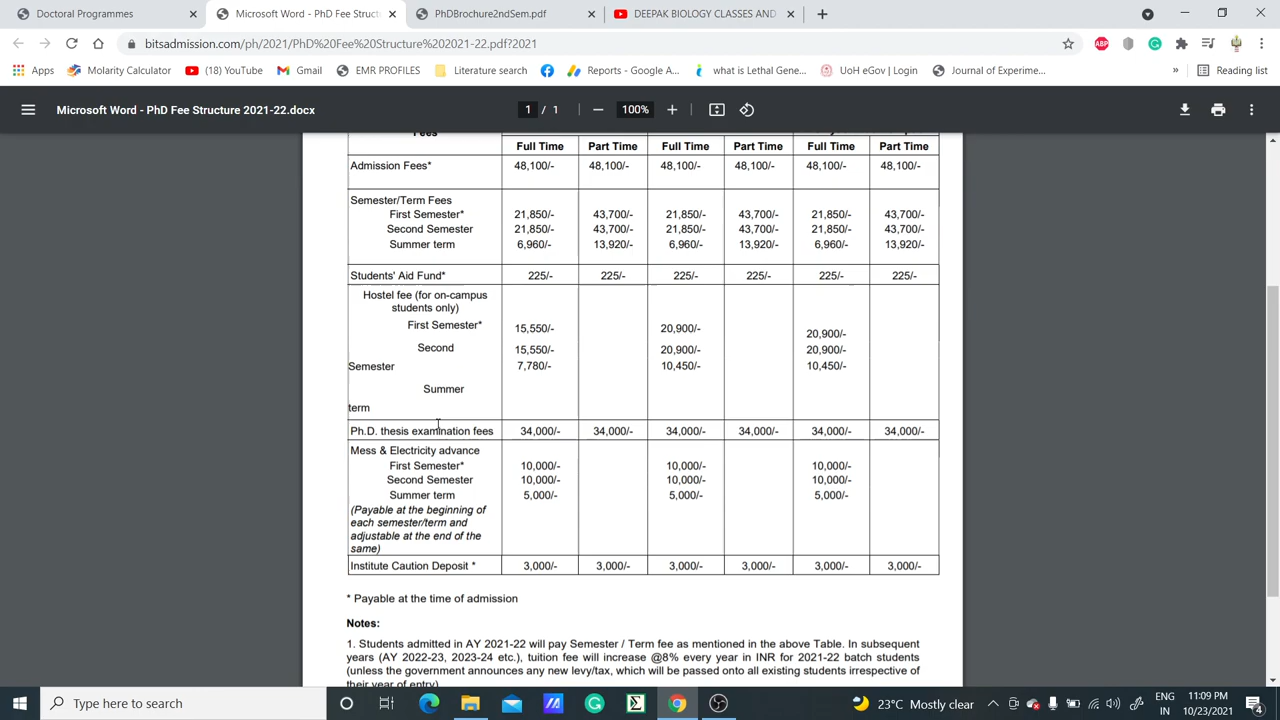 Doctoral Programmes
Microsoft Word - PhD Fee Struct
PhDBrochure2ndSem.pdf
DEEPAK BIOLOGY CLASSES AND
bitsadmission.com/ph/2021/PhD%20Fee%20Structure%202021-22.pdf?2021
Apps
Molarity Calculator
(18) YouTube
Gmail
EMR PROFILES
Literature search
Reports - Google A...
what is Lethal Gene...
UoH eGov | Login
Journal of Experime...
»
Reading list
Microsoft Word - PhD Fee Structure 2021-22.docx
1 / 1
100%
Fees
Full Time Part Time Full Time Part Time Full Time Part Time
Admission Fees* 48,100/- 48,100/- 48,100/- 48,100/- 48,100/- 48,100/-
Semester/Term Fees
First Semester* 21,850/- 43,700/- 21,850/- 43,700/- 21,850/- 43,700/-
Second Semester 21,850/- 43,700/- 21,850/- 43,700/- 21,850/- 43,700/-
Summer term 6,960/- 13,920/- 6,960/- 13,920/- 6,960/- 13,920/-
Students' Aid Fund* 225/- 225/- 225/- 225/- 225/- 225/-
Hostel fee (for on-campus
students only)
First Semester* 15,550/- 20,900/- 20,900/-
Second 15,550/- 20,900/- 20,900/-
Semester 7,780/- 10,450/- 10,450/-
Summer
term
Ph.D. thesis examination fees 34,000/- 34,000/- 34,000/- 34,000/- 34,000/- 34,000/-
Mess & Electricity advance
First Semester* 10,000/- 10,000/- 10,000/-
Second Semester 10,000/- 10,000/- 10,000/-
Summer term 5,000/- 5,000/- 5,000/-
(Payable at the beginning of
each semester/term and
adjustable at the end of the
same)
Institute Caution Deposit * 3,000/- 3,000/- 3,000/- 3,000/- 3,000/- 3,000/-
* Payable at the time of admission
Notes:
1. Students admitted in AY 2021-22 will pay Semester / Term fee as mentioned in the above Table. In subsequent
years (AY 2022-23, 2023-24 etc.), tuition fee will increase @8% every year in INR for 2021-22 batch students
(unless the government announces any new levy/tax, which will be passed onto all existing students irrespective of
their year of entry)
Type here to search
23°C Mostly clear
ENG
IN
11:09 PM
10/23/2021
4